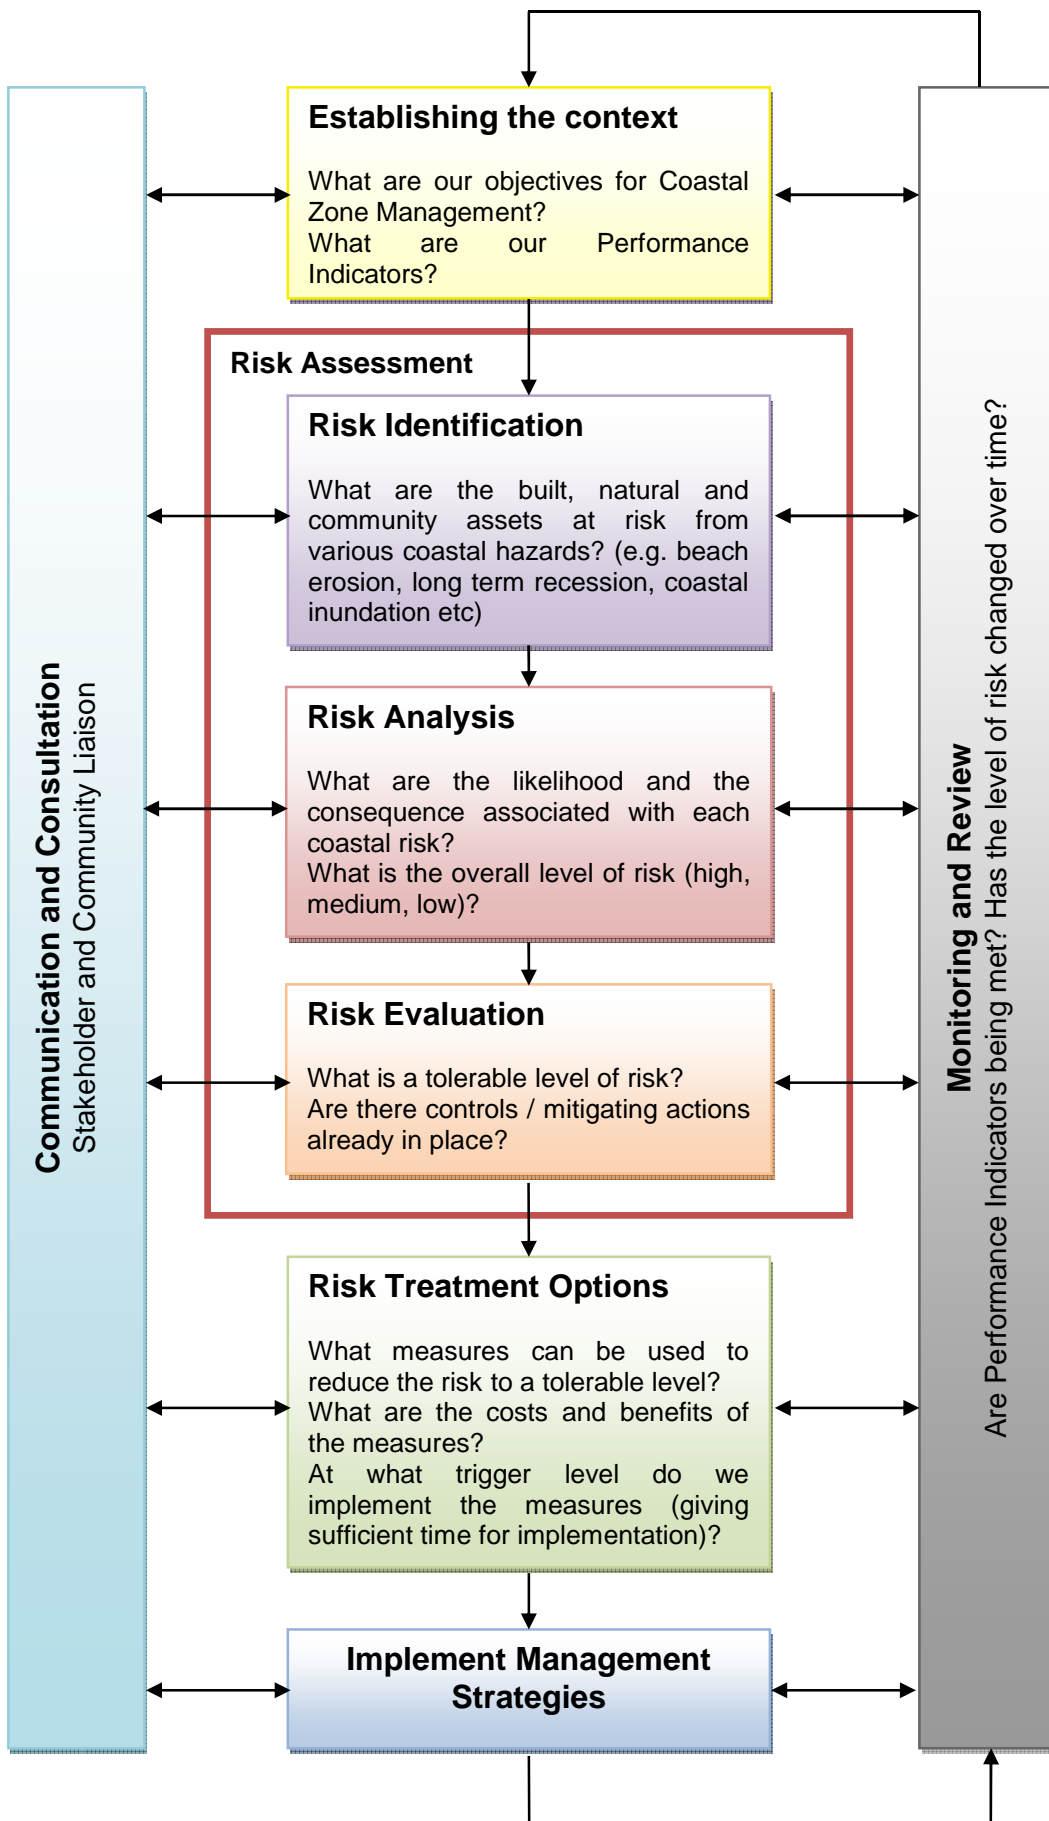 Establishing the context
What are our objectives for Coastal
Zone Management?
What are our Performance
Indicators?
Risk Assessment
Risk Identification
What are the built, natural and
community assets at risk from
various coastal hazards? (e.g. beach
erosion, long term recession, coastal
inundation etc)
Risk Analysis
What are the likelihood and the
consequence associated with each
coastal risk?
What is the overall level of risk (high,
medium, low)?
Risk Evaluation
What is a tolerable level of risk?
Are there controls / mitigating actions
already in place?
Risk Treatment Options
What measures can be used to
reduce the risk to a tolerable level?
What are the costs and benefits of
the measures?
At what trigger level do we
implement the measures (giving
sufficient time for implementation)?
Implement Management
Strategies
Communication and Consultation
Stakeholder and Community Liaison
Monitoring and Review
Are Performance Indicators being met? Has the level of risk changed over time?